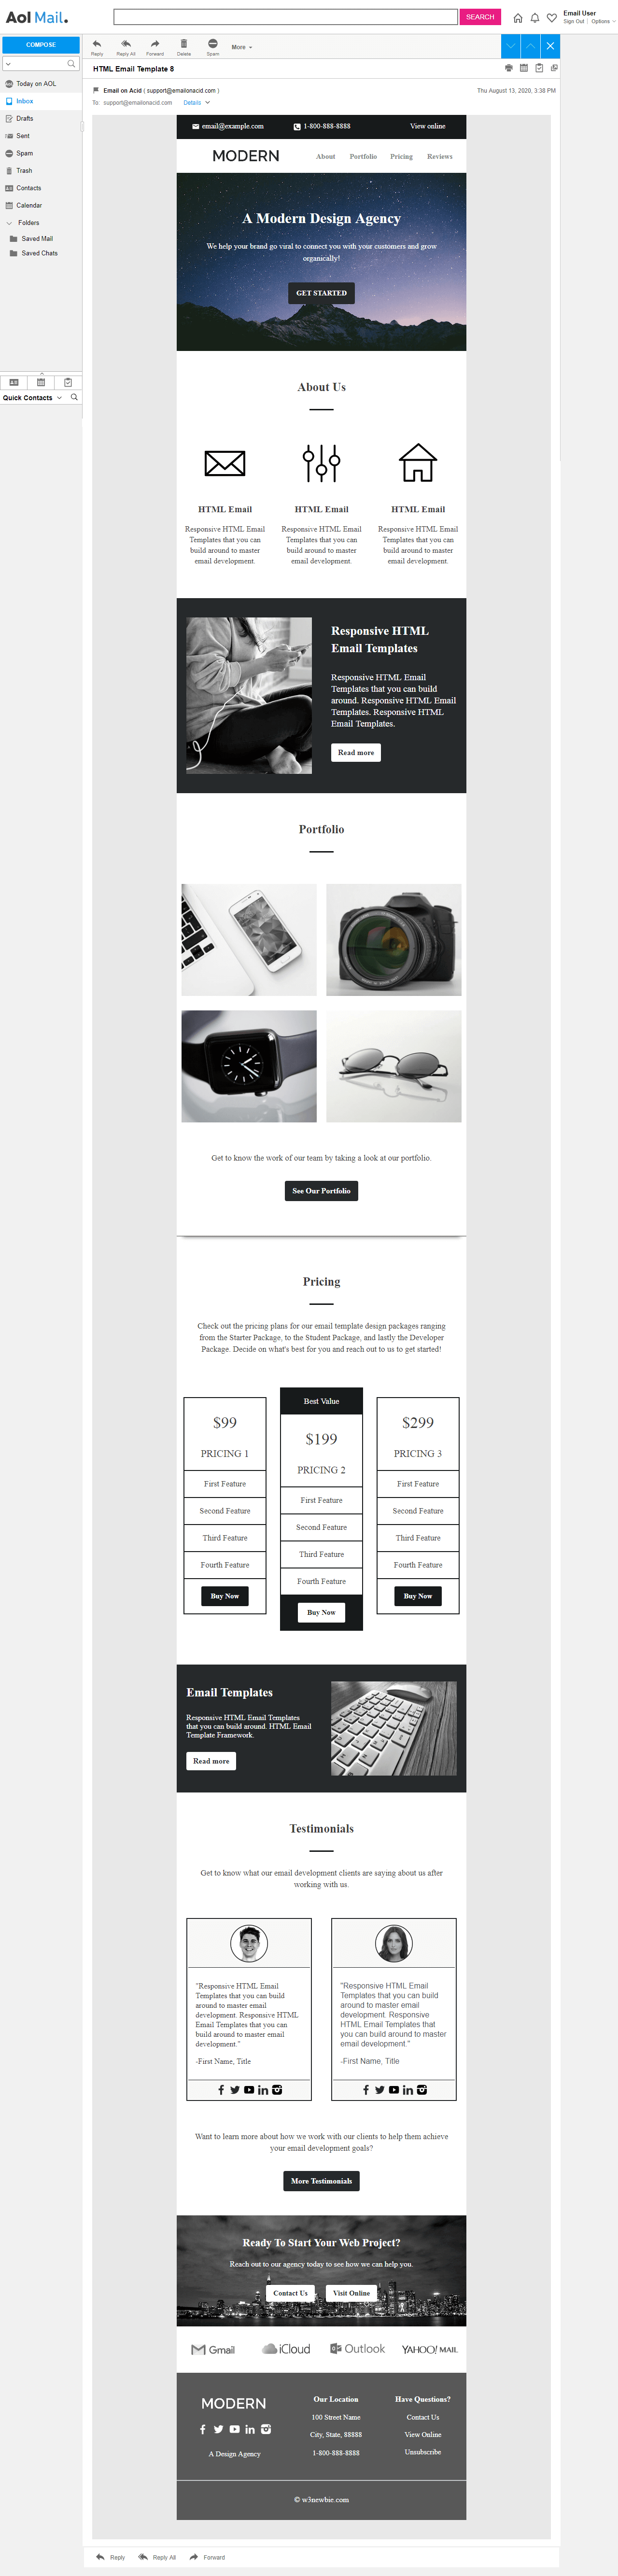 Aol Mail.
SEARCH
Email User
Sign Out | Options
COMPOSE
Today on AOL
Inbox
Drafts
Sent
Spam
Trash
Contacts
Calendar
Folders
Saved Mail
Saved Chats
Quick Contacts
Reply
Reply All
Forward
Delete
Spam
More
HTML Email Template 8
Email on Acid ( support@emailonacid.com )
Thu August 13, 2020, 3:38 PM
To: support@emailonacid.com Details
email@example.com 1-800-888-8888 View online
MODERN About Portfolio Pricing Reviews
A Modern Design Agency
We help your brand go viral to connect you with your customers and grow
organically!
GET STARTED
About Us
HTML Email
Responsive HTML Email
Templates that you can
build around to master
email development.
HTML Email
Responsive HTML Email
Templates that you can
build around to master
email development.
HTML Email
Responsive HTML Email
Templates that you can
build around to master
email development.
Responsive HTML
Email Templates
Responsive HTML Email
Templates that you can build
around. Responsive HTML Email
Templates. Responsive HTML
Email Templates.
Read more
Portfolio
Get to know the work of our team by taking a look at our portfolio.
See Our Portfolio
Pricing
Check out the pricing plans for our email template design packages ranging
from the Starter Package, to the Student Package, and lastly the Developer
Package. Decide on what's best for you and reach out to us to get started!
$99
PRICING 1
First Feature
Second Feature
Third Feature
Fourth Feature
Buy Now
Best Value
$199
PRICING 2
First Feature
Second Feature
Third Feature
Fourth Feature
Buy Now
$299
PRICING 3
First Feature
Second Feature
Third Feature
Fourth Feature
Buy Now
Email Templates
Responsive HTML Email Templates
that you can build around. HTML Email
Template Framework.
Read more
Testimonials
Get to know what our email development clients are saying about us after
working with us.
"Responsive HTML Email
Templates that you can build
around to master email
development. Responsive HTML
Email Templates that you can
build around to master email
development."
-First Name, Title
"Responsive HTML Email
Templates that you can build
around to master email
development. Responsive
HTML Email Templates that
you can build around to master
email development."
-First Name, Title
Want to learn more about how we work with our clients to help them achieve
your email development goals?
More Testimonials
Ready To Start Your Web Project?
Reach out to our agency today to see how we can help you.
Contact Us Visit Online
Gmail iCloud Outlook YAHOO! MAIL
MODERN
A Design Agency
Our Location
100 Street Name
City, State, 88888
1-800-888-8888
Have Questions?
Contact Us
View Online
Unsubscribe
© w3newbie.com
Reply Reply All Forward